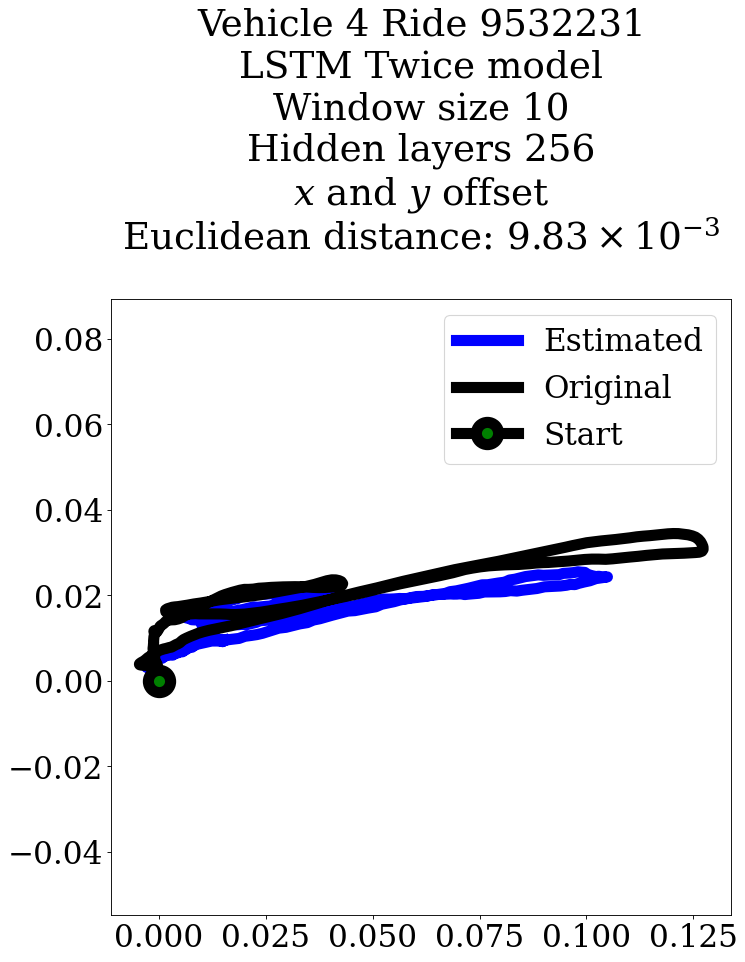 Vehicle 4 Ride 9532231
LSTM Twice model
Window size 10
Hidden layers 256
x and y offset
Euclidean distance: 9.83 × 10⁻³
Estimated
Original
Start
0.08
0.06
0.04
0.02
0.00
−0.02
−0.04
0.000 0.025 0.050 0.075 0.100 0.125